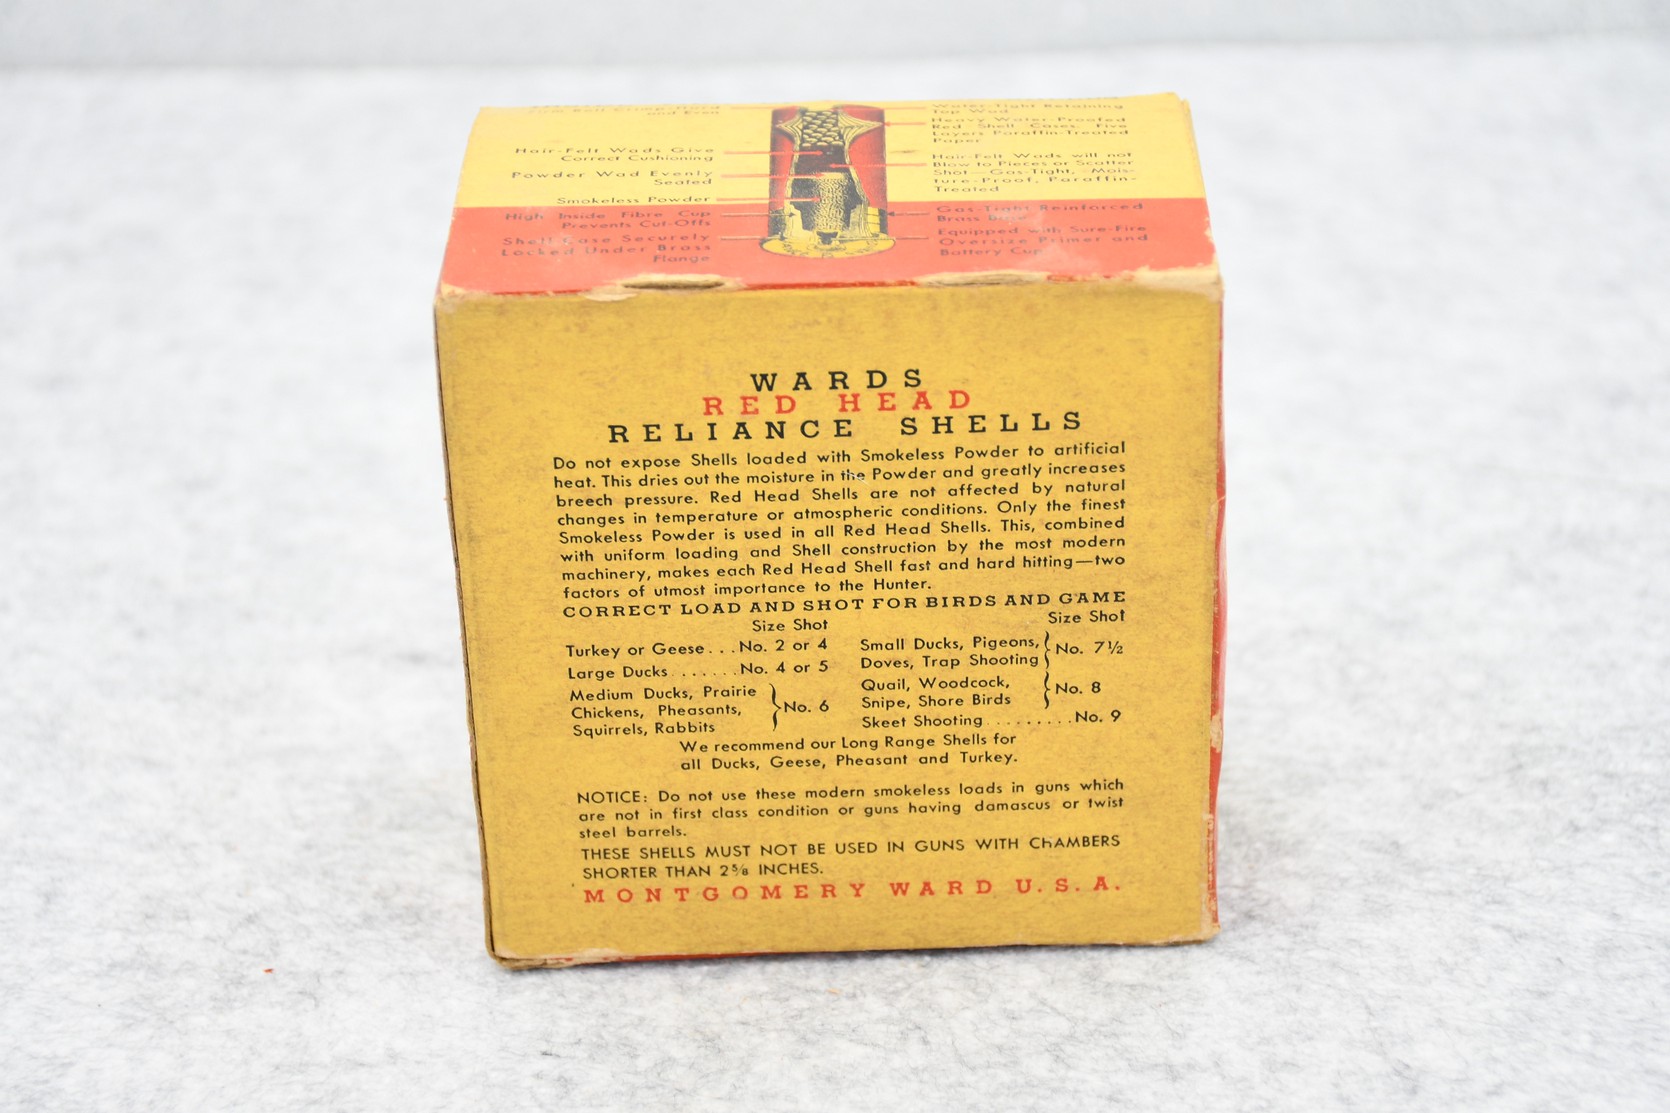 and Even
Hair-Felt Wads Give
Correct Cushioning
Powder Wad Evenly
Seated
Smokeless Powder
High Inside Fibre Cup
Prevents Cut-Offs
Shell Case Securely
Locked Under Brass
Flange
Water-Tight Retaining
Top Wad
Heavy Water-Proofed
Red Shell Cases. Five
Layers Paraffin-Treated
Paper
Hair-Felt Wads will not
Blow to Pieces or Scatter
Shot—Gas-Tight, Mois-
ture-Proof, Paraffin-
Treated
Gas-Tight Reinforced
Brass
Equipped with Sure-Fire
Oversize Primer and
Battery Cup
WARDS
RED HEAD
RELIANCE SHELLS
Do not expose Shells loaded with Smokeless Powder to artificial
heat. This dries out the moisture in the Powder and greatly increases
breech pressure. Red Head Shells are not affected by natural
changes in temperature or atmospheric conditions. Only the finest
Smokeless Powder is used in all Red Head Shells. This, combined
with uniform loading and Shell construction by the most modern
machinery, makes each Red Head Shell fast and hard hitting—two
factors of utmost importance to the Hunter.
CORRECT LOAD AND SHOT FOR BIRDS AND GAME
Size Shot
Turkey or Geese...No. 2 or 4
Large Ducks.......No. 4 or 5
Medium Ducks, Prairie
Chickens, Pheasants,
Squirrels, Rabbits
No. 6
Size Shot
Small Ducks, Pigeons,
Doves, Trap Shooting
No. 7½
Quail, Woodcock,
Snipe, Shore Birds
No. 8
Skeet Shooting.........No. 9
We recommend our Long Range Shells for
all Ducks, Geese, Pheasant and Turkey.
NOTICE: Do not use these modern smokeless loads in guns which
are not in first class condition or guns having damascus or twist
steel barrels.
THESE SHELLS MUST NOT BE USED IN GUNS WITH ChAMBERS
SHORTER THAN 2⅝ INCHES.
MONTGOMERY WARD U.S.A.